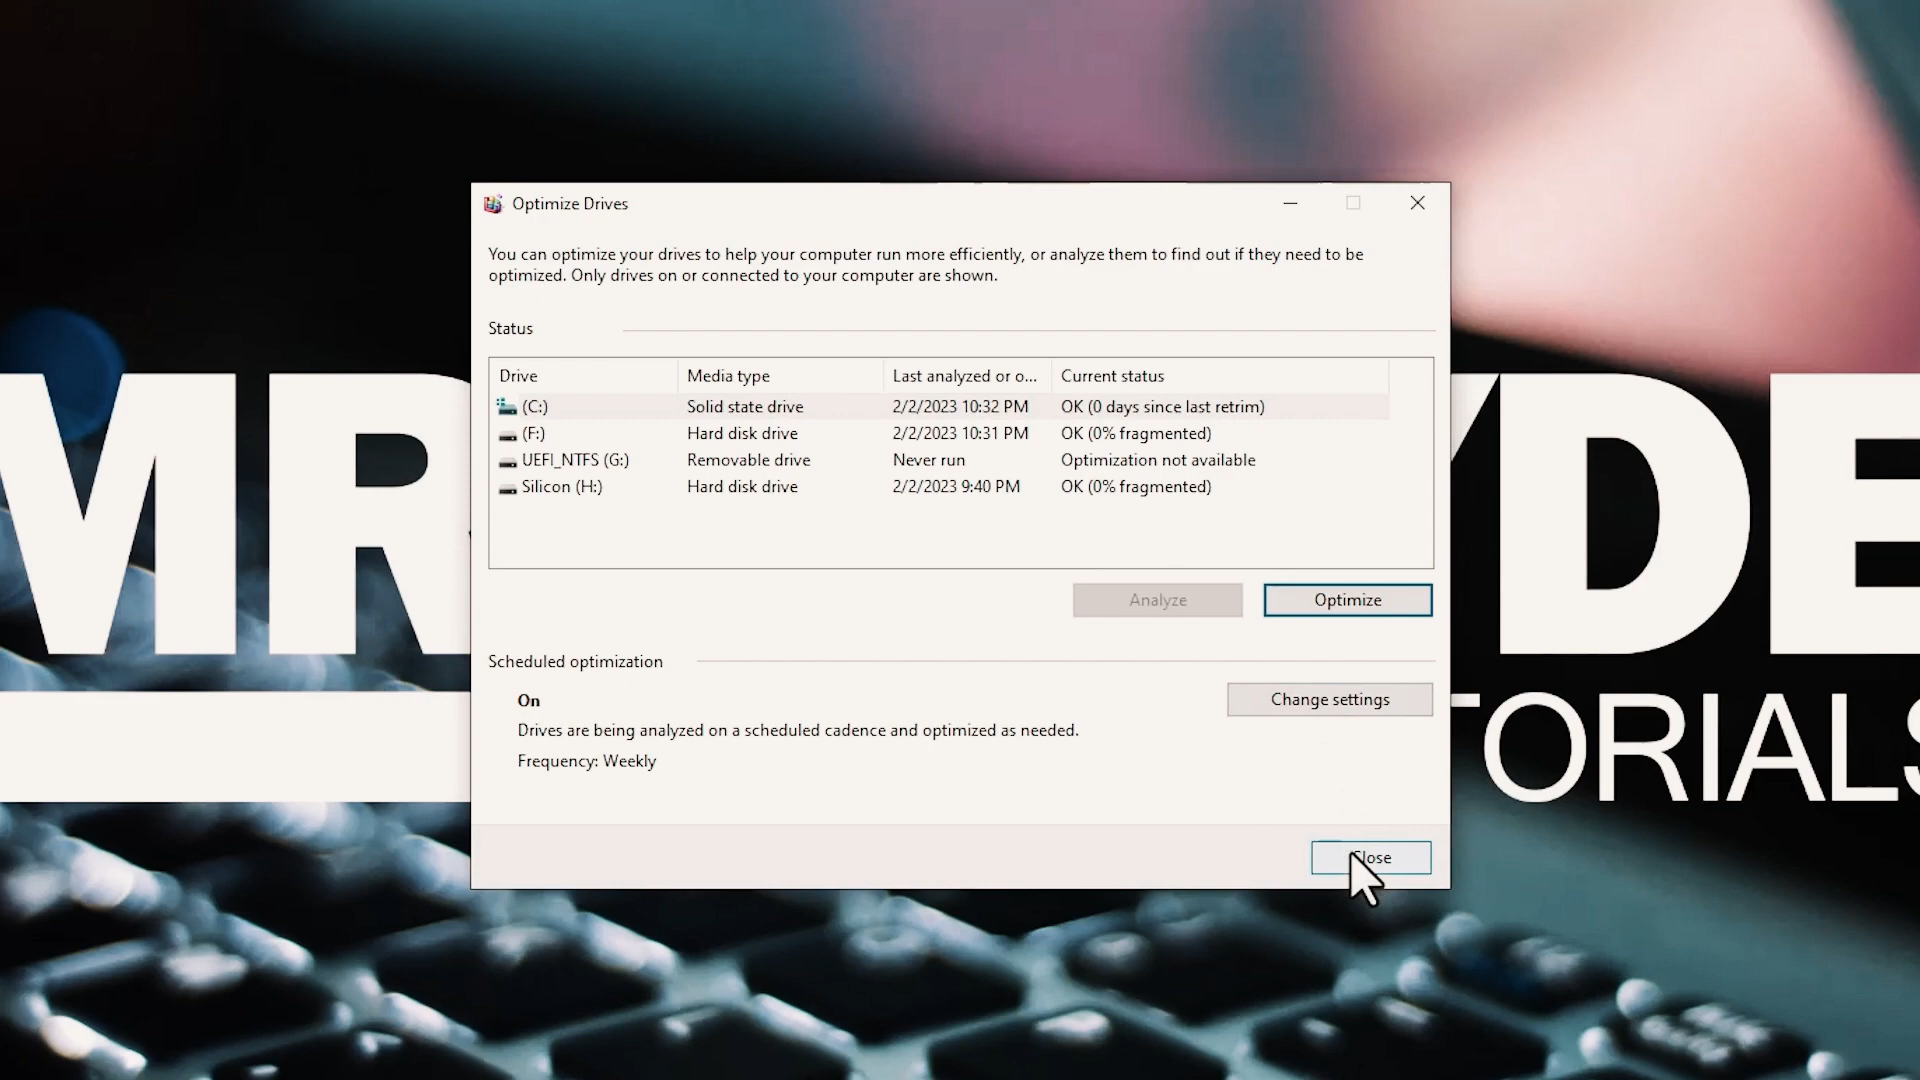 Optimize Drives
You can optimize your drives to help your computer run more efficiently, or analyze them to find out if they need to be
optimized. Only drives on or connected to your computer are shown.
Status
Drive Media type Last analyzed or o... Current status
(C:) Solid state drive 2/2/2023 10:32 PM OK (0 days since last retrim)
(F:) Hard disk drive 2/2/2023 10:31 PM OK (0% fragmented)
UEFI_NTFS (G:) Removable drive Never run Optimization not available
Silicon (H:) Hard disk drive 2/2/2023 9:40 PM OK (0% fragmented)
MR
DE
Analyze Optimize
Scheduled optimization
On Change settings
TORIALS
Drives are being analyzed on a scheduled cadence and optimized as needed.
Frequency: Weekly
Close